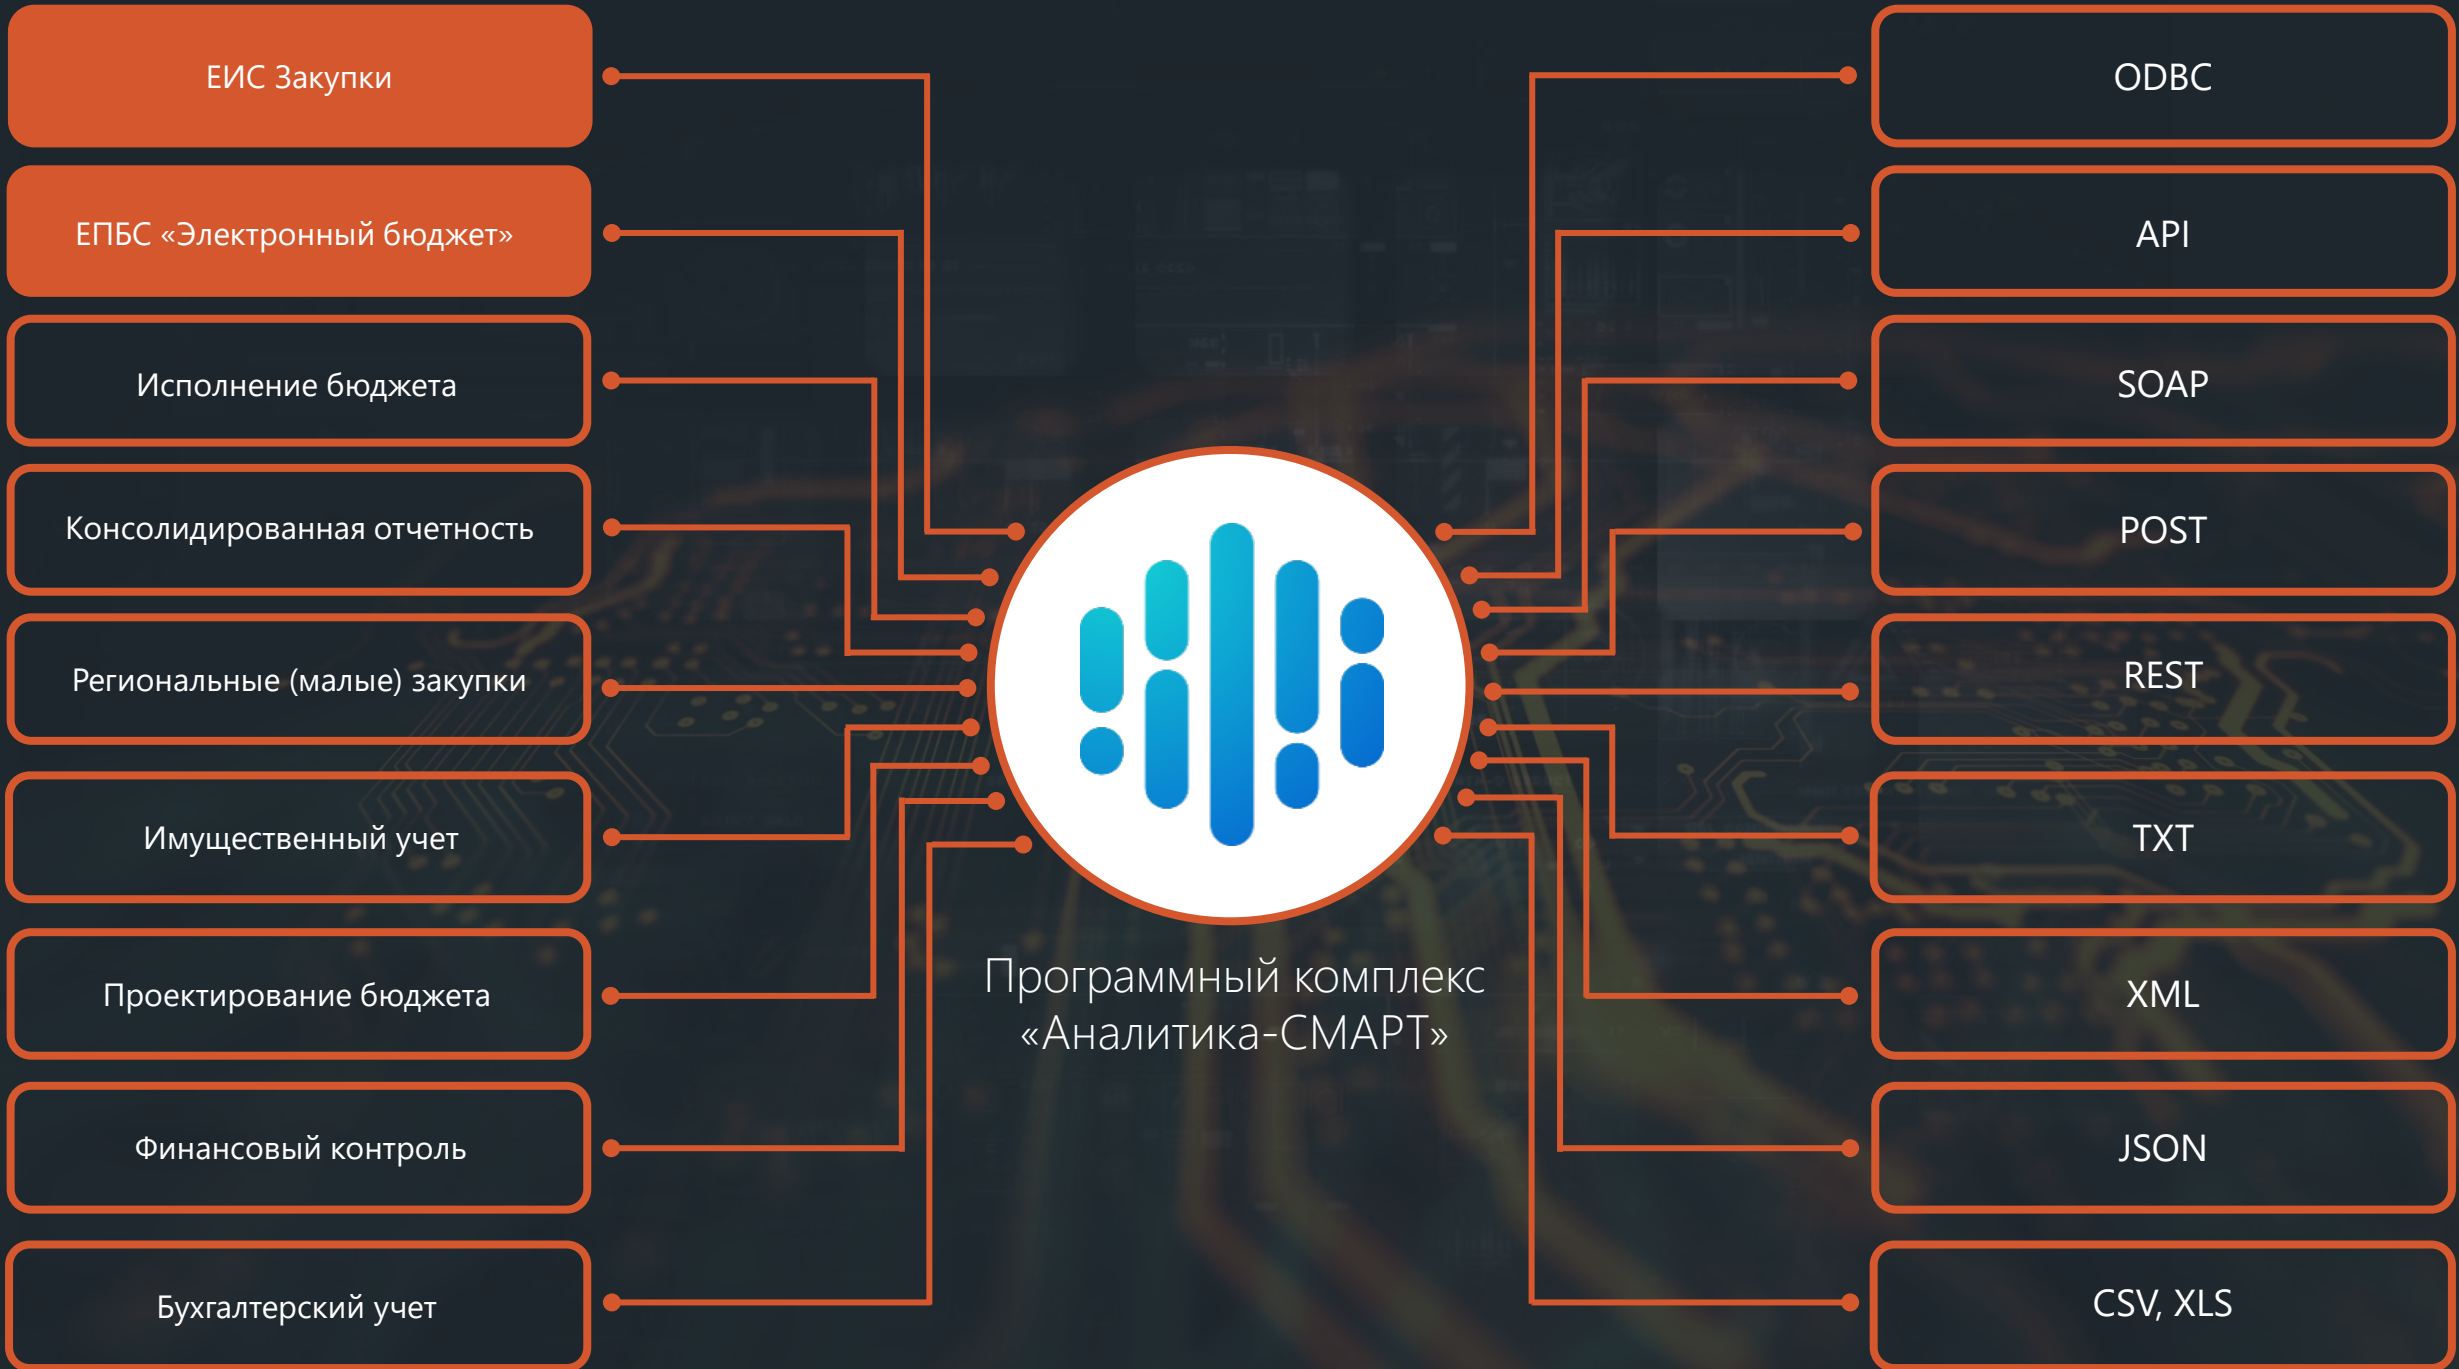 ЕИС Закупки
ЕПБС «Электронный бюджет»
Исполнение бюджета
Консолидированная отчетность
Региональные (малые) закупки
Имущественный учет
Проектирование бюджета
Финансовый контроль
Бухгалтерский учет
Программный комплекс
«Аналитика-СМАРТ»
ODBC
API
SOAP
POST
REST
TXT
XML
JSON
CSV, XLS